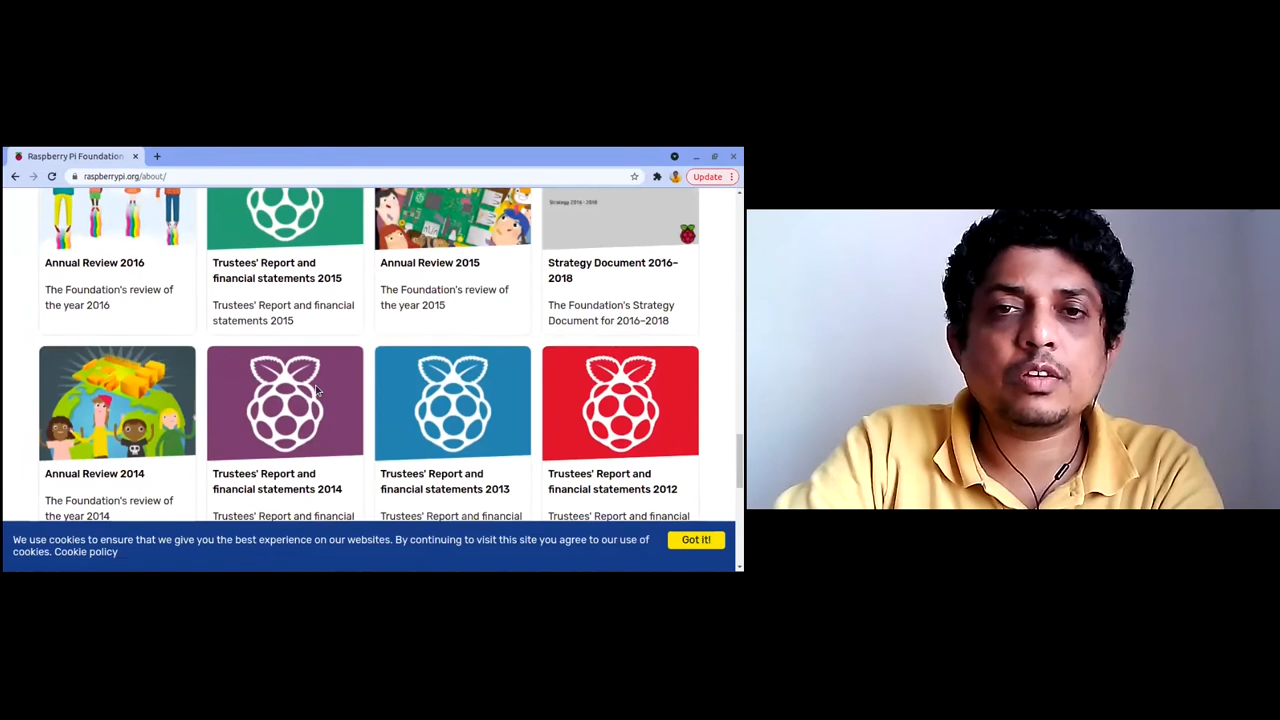 Raspberry Pi Foundation
raspberrypi.org/about/
Update
Strategy 2016 - 2018
Annual Review 2016
The Foundation's review of
the year 2016
Trustees' Report and
financial statements 2015
Trustees' Report and financial
statements 2015
Annual Review 2015
The Foundation's review of
the year 2015
Strategy Document 2016–
2018
The Foundation's Strategy
Document for 2016–2018
Annual Review 2014
The Foundation's review of
the year 2014
Trustees' Report and
financial statements 2014
Trustees' Report and financial
Trustees' Report and
financial statements 2013
Trustees' Report and financial
Trustees' Report and
financial statements 2012
Trustees' Report and financial
We use cookies to ensure that we give you the best experience on our websites. By continuing to visit this site you agree to our use of
cookies. Cookie policy
Got it!